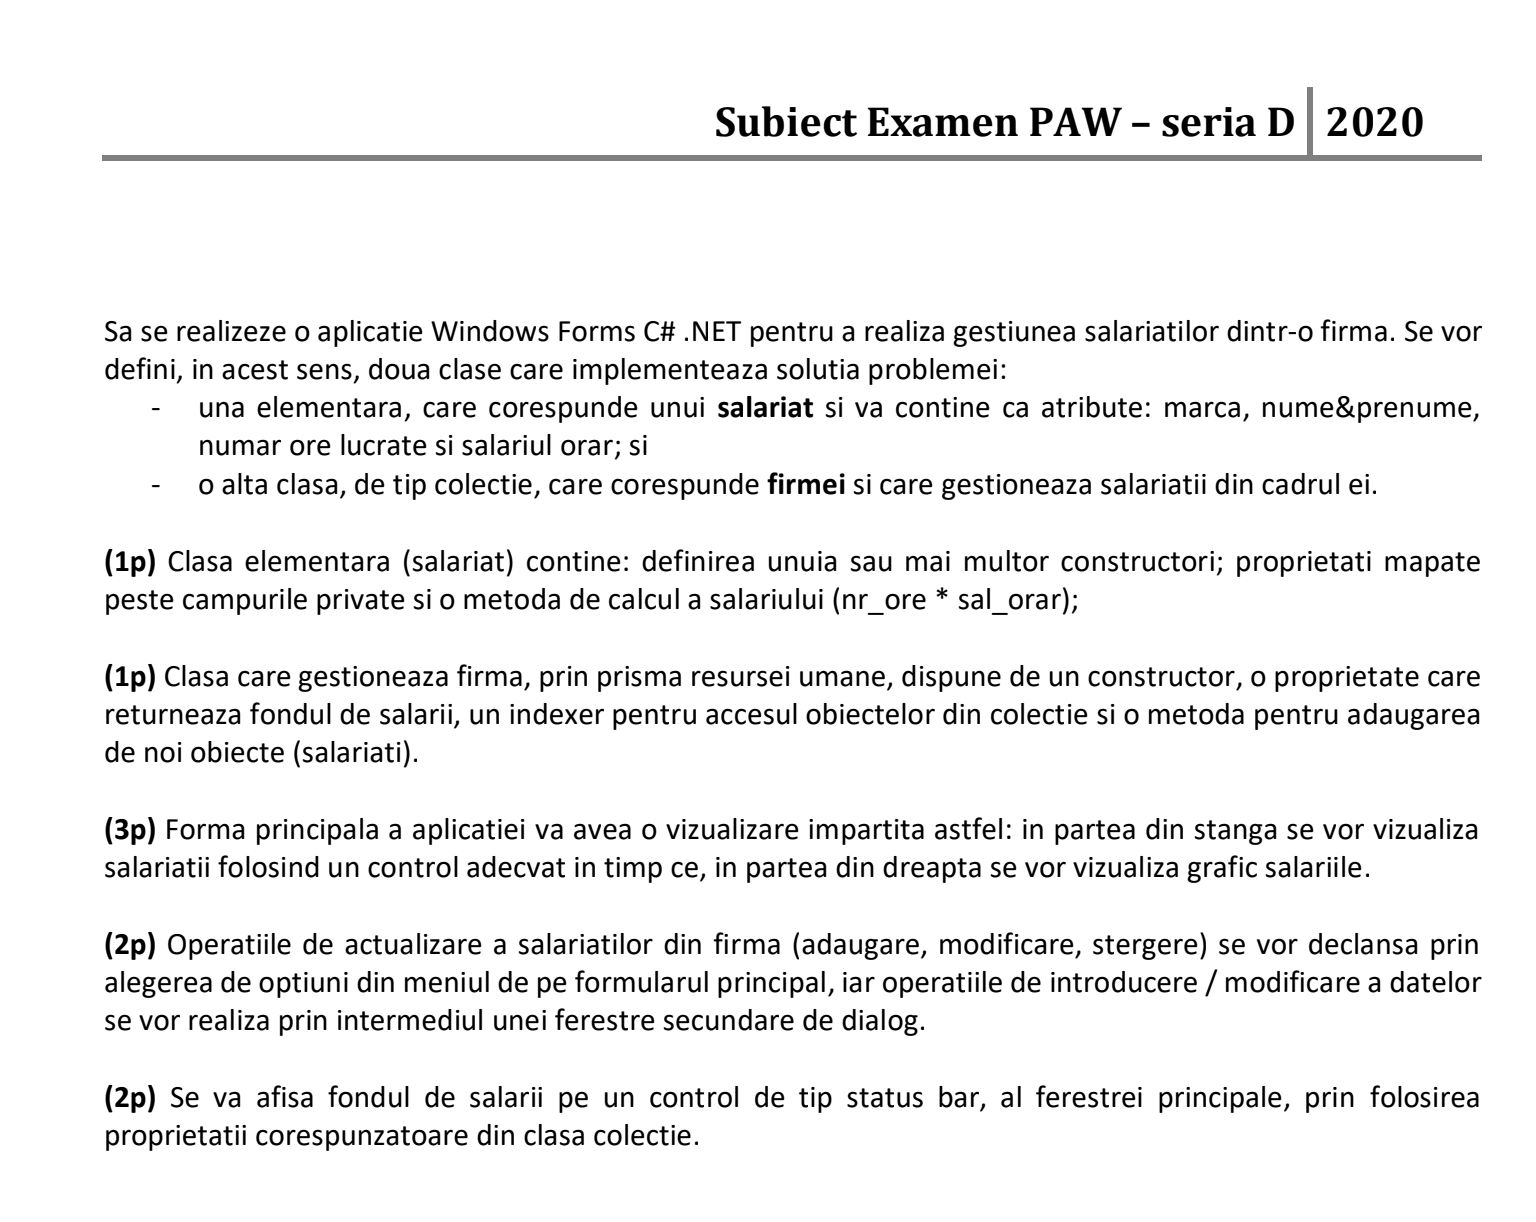 Subiect Examen PAW – seria D 2020
Sa se realizeze o aplicatie Windows Forms C# .NET pentru a realiza gestiunea salariatilor dintr-o firma. Se vor
defini, in acest sens, doua clase care implementeaza solutia problemei:
- una elementara, care corespunde unui salariat si va contine ca atribute: marca, nume&prenume,
numar ore lucrate si salariul orar; si
- o alta clasa, de tip colectie, care corespunde firmei si care gestioneaza salariatii din cadrul ei.
(1p) Clasa elementara (salariat) contine: definirea unuia sau mai multor constructori; proprietati mapate
peste campurile private si o metoda de calcul a salariului (nr_ore * sal_orar);
(1p) Clasa care gestioneaza firma, prin prisma resursei umane, dispune de un constructor, o proprietate care
returneaza fondul de salarii, un indexer pentru accesul obiectelor din colectie si o metoda pentru adaugarea
de noi obiecte (salariati).
(3p) Forma principala a aplicatiei va avea o vizualizare impartita astfel: in partea din stanga se vor vizualiza
salariatii folosind un control adecvat in timp ce, in partea din dreapta se vor vizualiza grafic salariile.
(2p) Operatiile de actualizare a salariatilor din firma (adaugare, modificare, stergere) se vor declansa prin
alegerea de optiuni din meniul de pe formularul principal, iar operatiile de introducere / modificare a datelor
se vor realiza prin intermediul unei ferestre secundare de dialog.
(2p) Se va afisa fondul de salarii pe un control de tip status bar, al ferestrei principale, prin folosirea
proprietatii corespunzatoare din clasa colectie.